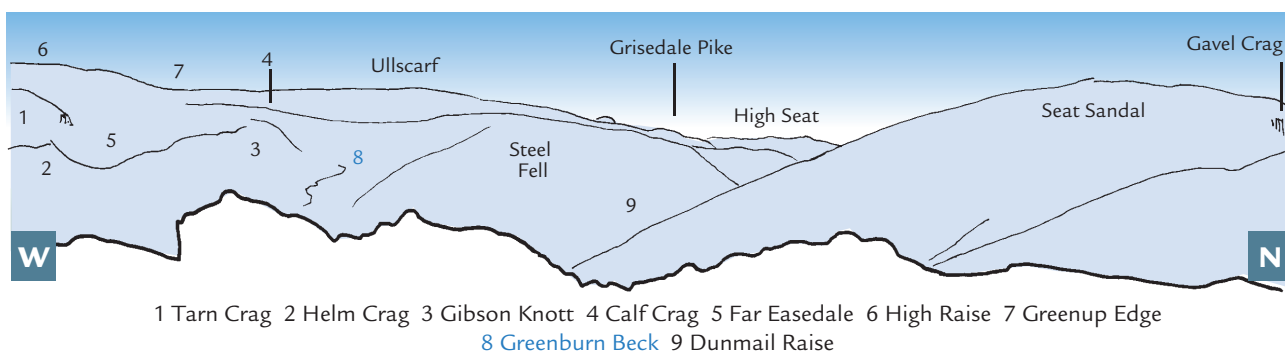 6
7
4
Ullscarf
Grisedale Pike
High Seat
Seat Sandal
Gavel Crag
1
5
2
3
8
Steel
Fell
9
W
N
1 Tarn Crag 2 Helm Crag 3 Gibson Knott 4 Calf Crag 5 Far Easedale 6 High Raise 7 Greenup Edge
8 Greenburn Beck 9 Dunmail Raise